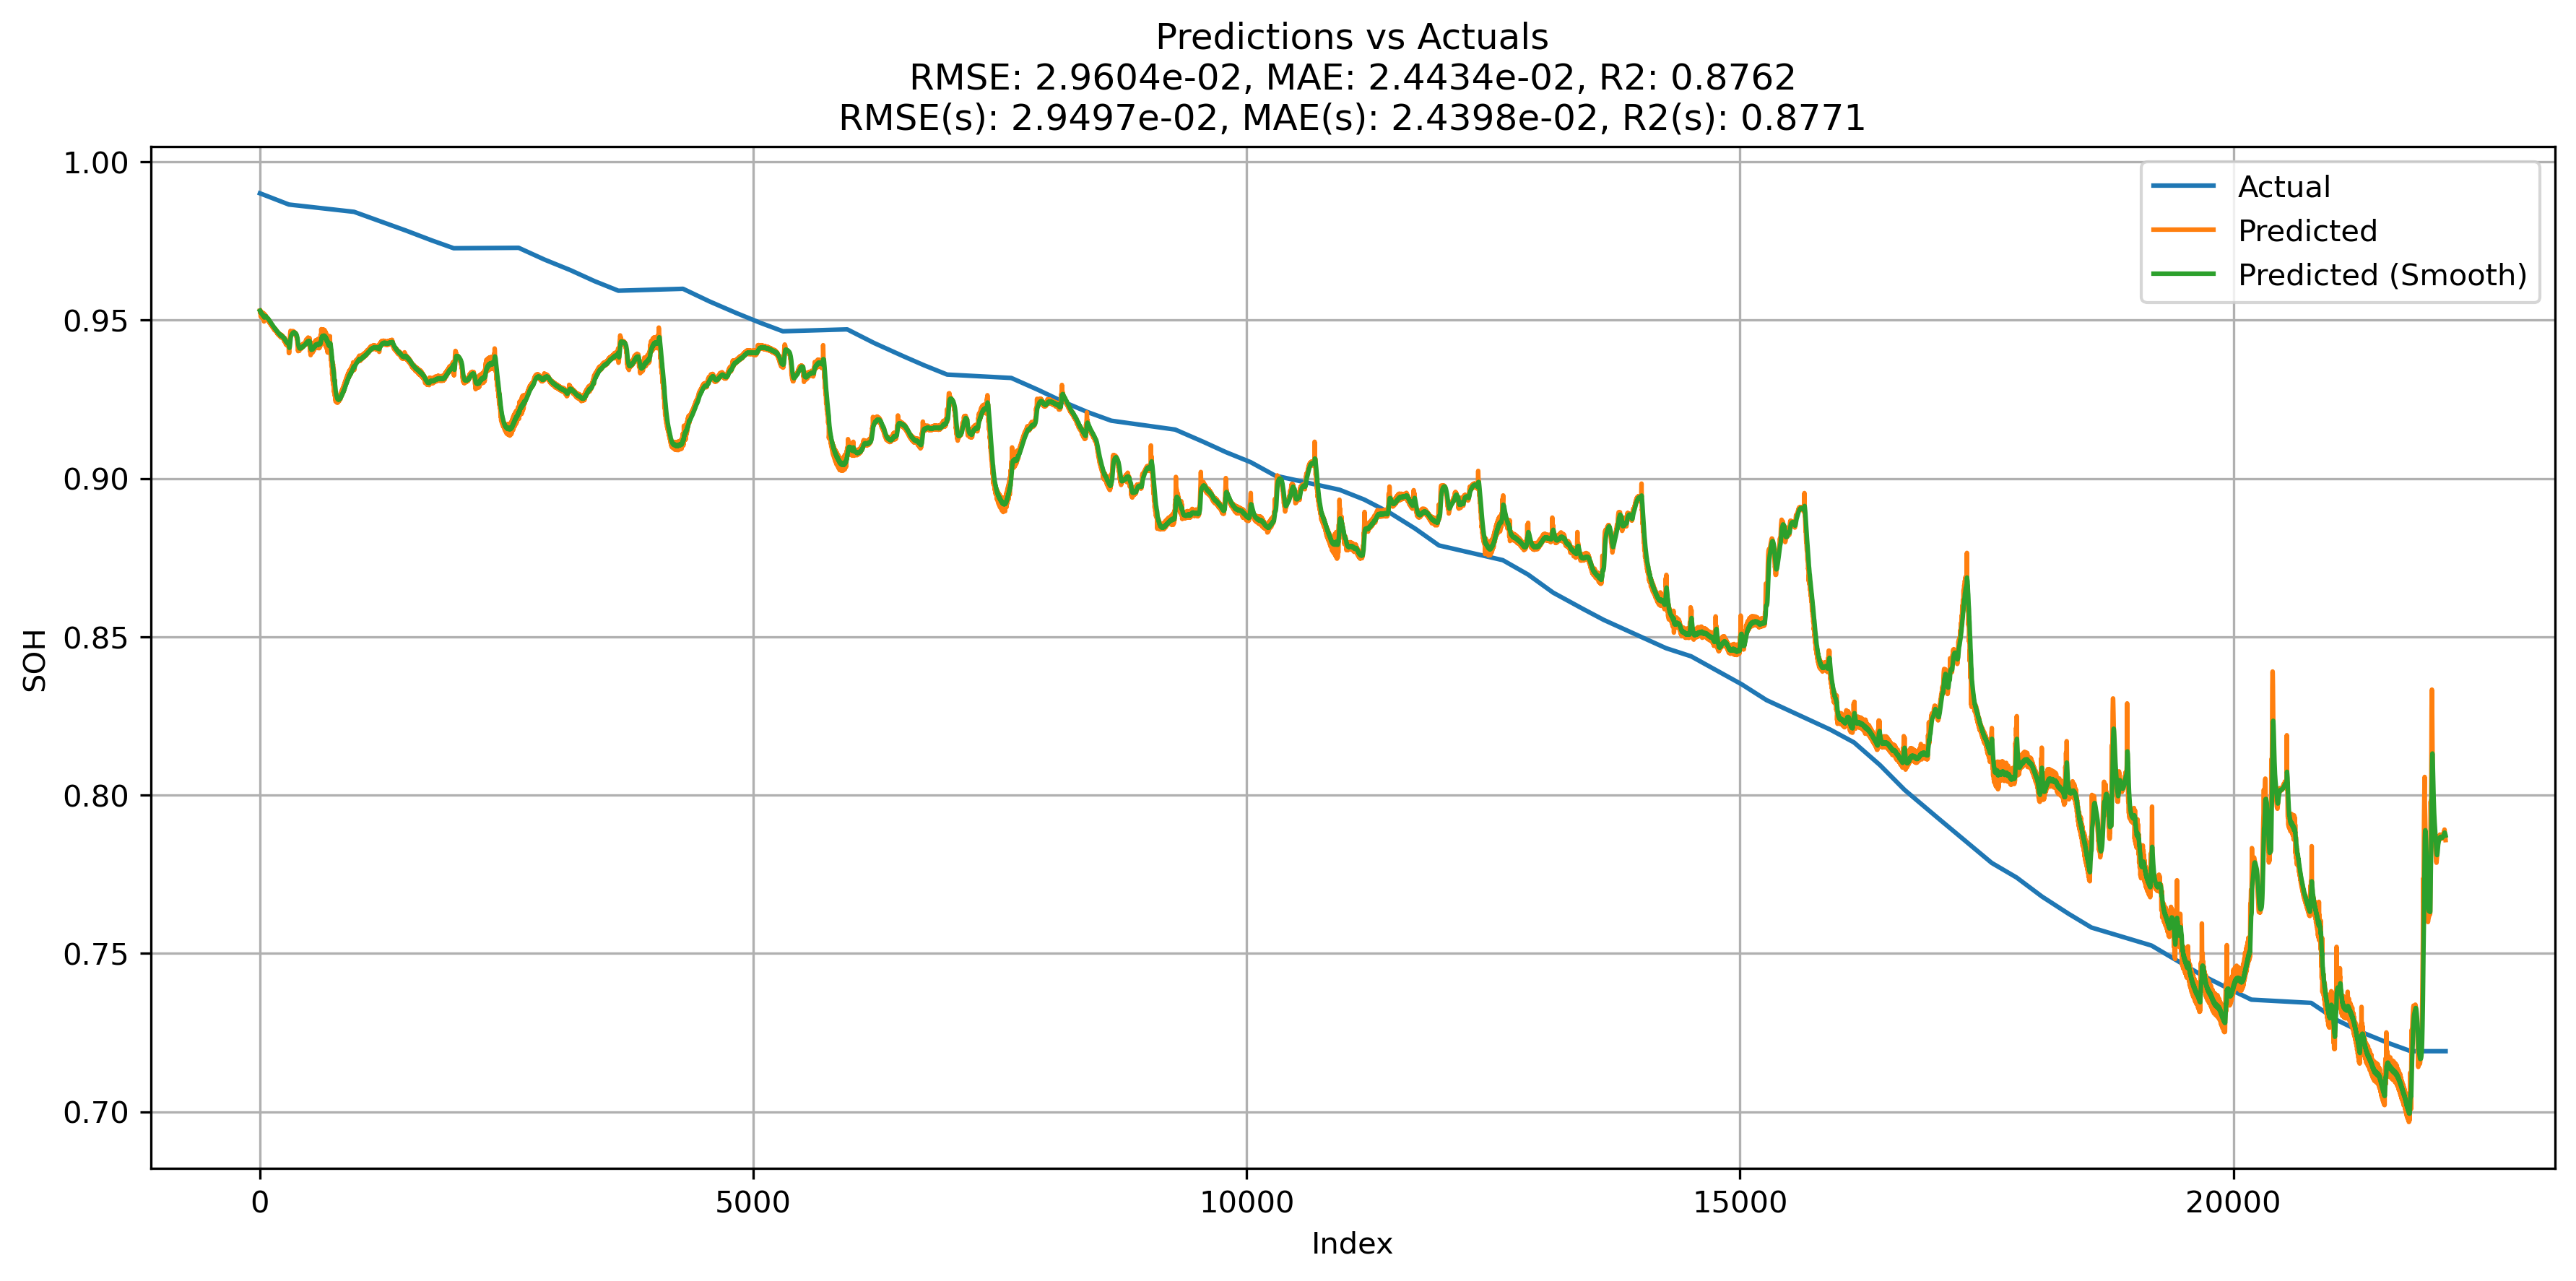 Predictions vs Actuals
RMSE: 2.9604e-02, MAE: 2.4434e-02, R2: 0.8762
RMSE(s): 2.9497e-02, MAE(s): 2.4398e-02, R2(s): 0.8771
Actual
Predicted
Predicted (Smooth)
SOH
1.00
0.95
0.90
0.85
0.80
0.75
0.70
0
5000
10000
15000
20000
Index